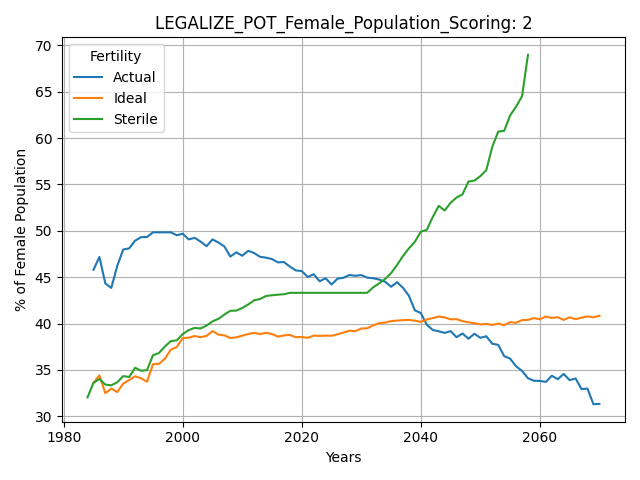 LEGALIZE_POT_Female_Population_Scoring: 2
% of Female Population
70
65
60
55
50
45
40
35
30
Fertility
Actual
Ideal
Sterile
1980
2000
2020
2040
2060
Years